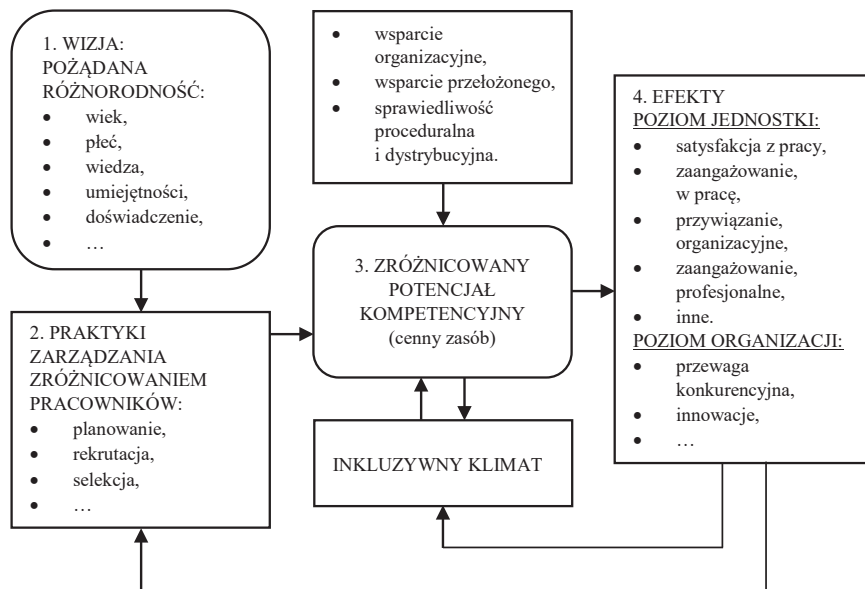 1. WIZJA:
POŻĄDANA
RÓŻNORODNOŚĆ:
• wiek,
• płeć,
• wiedza,
• umiejętności,
• doświadczenie,
• …
2. PRAKTYKI
ZARZĄDZANIA
ZRÓŻNICOWANIEM
PRACOWNIKÓW:
• planowanie,
• rekrutacja,
• selekcja,
• …
• wsparcie
organizacyjne,
• wsparcie przełożonego,
• sprawiedliwość
proceduralna
i dystrybucyjna.
3. ZRÓŻNICOWANY
POTENCJAŁ
KOMPETENCYJNY
(cenny zasób)
INKLUZYWNY KLIMAT
4. EFEKTY
POZIOM JEDNOSTKI:
• satysfakcja z pracy,
• zaangażowanie,
w pracę,
• przywiązanie,
organizacyjne,
• zaangażowanie,
profesjonalne,
• inne.
POZIOM ORGANIZACJI:
• przewaga
konkurencyjna,
• innowacje,
• …